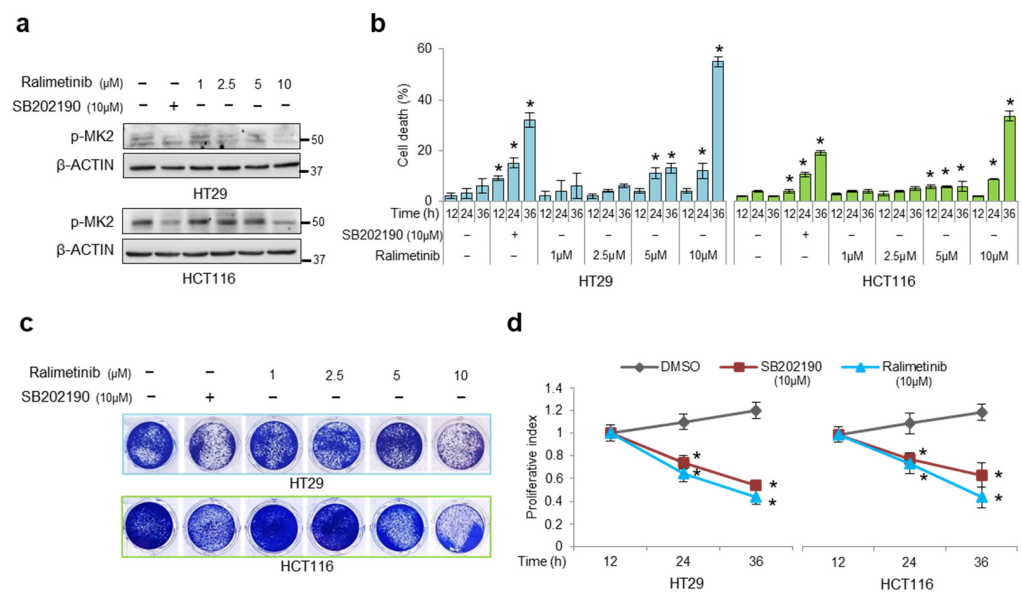 a
Ralimetinib (µM) – – 1 2.5 5 10
SB202190 (10µM) – + – – – –
p-MK2 50
β-ACTIN 37
HT29
p-MK2 50
β-ACTIN 37
HCT116
b
Cell death (%)
60
40
20
0
* * * * * * * * * * * * * *
Time (h) 12 24 36 12 24 36 12 24 36 12 24 36 12 24 36 12 24 36 12 24 36 12 24 36 12 24 36 12 24 36 12 24 36 12 24 36
SB202190 (10µM) – + – – – – – + – – – –
Ralimetinib – – 1µM 2.5µM 5µM 10µM – – 1µM 2.5µM 5µM 10µM
HT29 HCT116
c
Ralimetinib (µM) – – 1 2.5 5 10
SB202190 (10µM) – + – – – –
HT29
HCT116
d
DMSO SB202190 (10µM) Ralimetinib (10µM)
Proliferative index
1.4
1.2
1
0.8
0.6
0.4
0.2
0
* * * * * * * *
Time (h) 12 24 36 12 24 36
HT29 HCT116